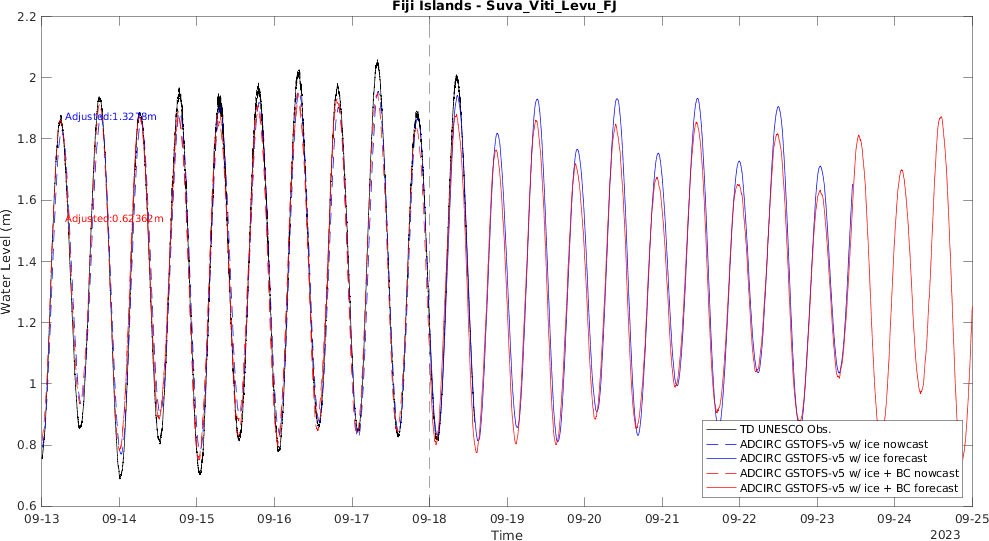 Fiji Islands - Suva_Viti_Levu_FJ
2.2
2
1.8
1.6
1.4
1.2
1
0.8
0.6
Water Level (m)
Adjusted:1.3278m
Adjusted:0.62362m
TD UNESCO Obs.
ADCIRC GSTOFS-v5 w/ ice nowcast
ADCIRC GSTOFS-v5 w/ ice forecast
ADCIRC GSTOFS-v5 w/ ice + BC nowcast
ADCIRC GSTOFS-v5 w/ ice + BC forecast
09-13 09-14 09-15 09-16 09-17 09-18 09-19 09-20 09-21 09-22 09-23 09-24 09-25
Time
2023